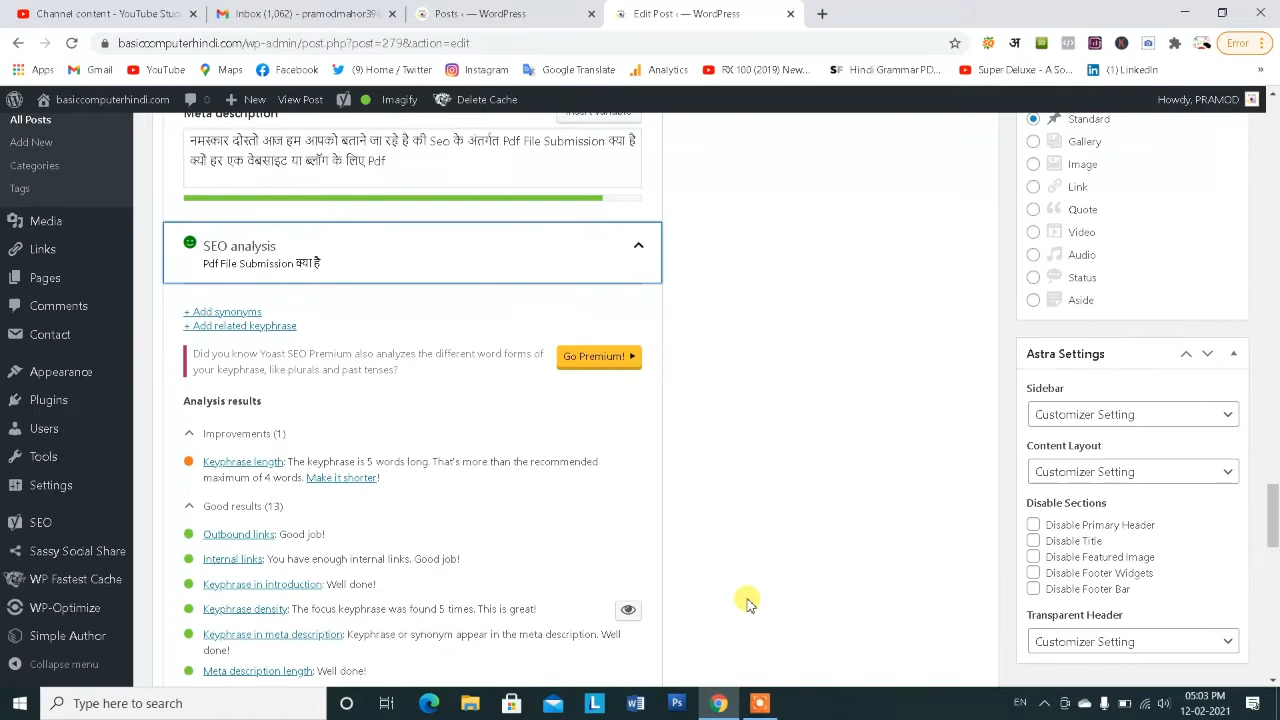 Content channel - YouTube Stud
Inbox (1,062) - pramodmahor39@
Posts ‹ — WordPress
Edit Post ‹ — WordPress
basiccomputerhindi.com/wp-a
post.php?post=279&action=edit
Error
Apps
Gmail
YouTube
Maps
Facebook
(9) Home / Twitter
Instagram
Google Translate
Analytics
RX 100 (2019) New...
Hindi Grammar PD...
Super Deluxe - A So...
(1) LinkedIn
»
basiccomputerhindi.com
0
New
View Post
Imagify
Delete Cache
Howdy, PRAMOD
All Posts
Add New
Categories
Tags
Media
Links
Pages
Comments
Contact
Appearance
Plugins
Users
Tools
Settings
SEO
Sassy Social Share
WP Fastest Cache
WP-Optimize
Simple Author
Collapse menu
Meta description
Insert variable
नमस्कार दोस्तो आज हम आपको बताने जा रहे है की Seo के अंतर्गत Pdf File Submission क्या है
क्यो हर एक वेबसाइट या ब्लॉग के लिए Pdf
SEO analysis
Pdf File Submission क्या है
+ Add synonyms
+ Add related keyphrase
Did you know Yoast SEO Premium also analyzes the different word forms of
your keyphrase, like plurals and past tenses?
Go Premium!
Analysis results
Improvements (1)
Keyphrase length: The keyphrase is 5 words long. That's more than the recommended
maximum of 4 words. Make it shorter!
Good results (13)
Outbound links: Good job!
Internal links: You have enough internal links. Good job!
Keyphrase in introduction: Well done!
Keyphrase density: The focus keyphrase was found 5 times. This is great!
Keyphrase in meta description: Keyphrase or synonym appear in the meta description. Well
done!
Meta description length: Well done!
Standard
Gallery
Image
Link
Quote
Video
Audio
Status
Aside
Astra Settings
Sidebar
Customizer Setting
Content Layout
Customizer Setting
Disable Sections
Disable Primary Header
Disable Title
Disable Featured Image
Disable Footer Widgets
Disable Footer Bar
Transparent Header
Customizer Setting
Type here to search
EN
05:03 PM
12-02-2021